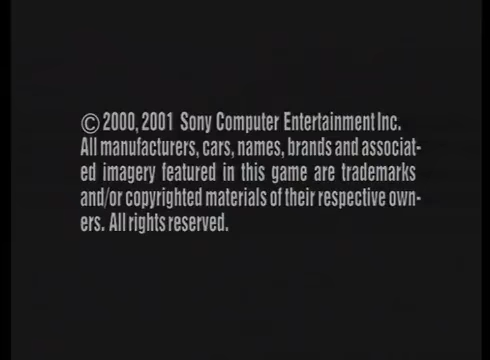 © 2000, 2001 Sony Computer Entertainment Inc.
All manufacturers, cars, names, brands and associat-
ed imagery featured in this game are trademarks
and/or copyrighted materials of their respective own-
ers. All rights reserved.